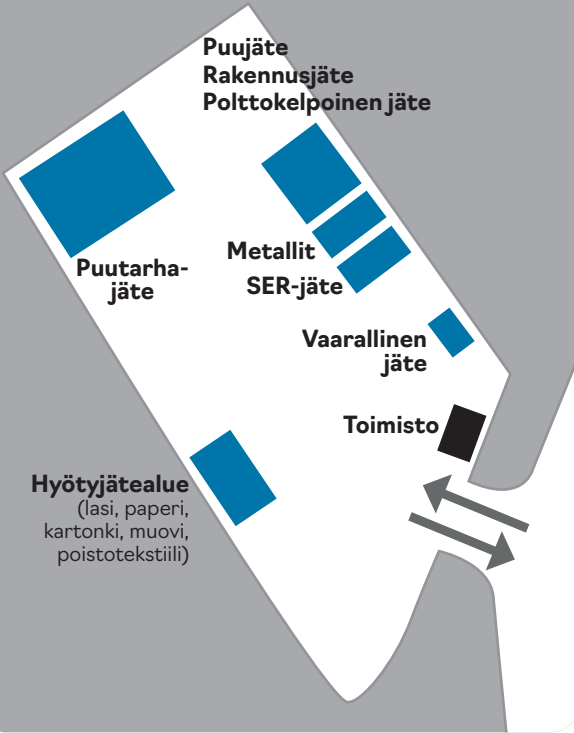 Puujäte
Rakennusjäte
Polttokelpoinen jäte
Metallit
Puutarha-
jäte
SER-jäte
Vaarallinen
jäte
Toimisto
Hyötyjätealue
(lasi, paperi,
kartonki, muovi,
poistotekstiili)